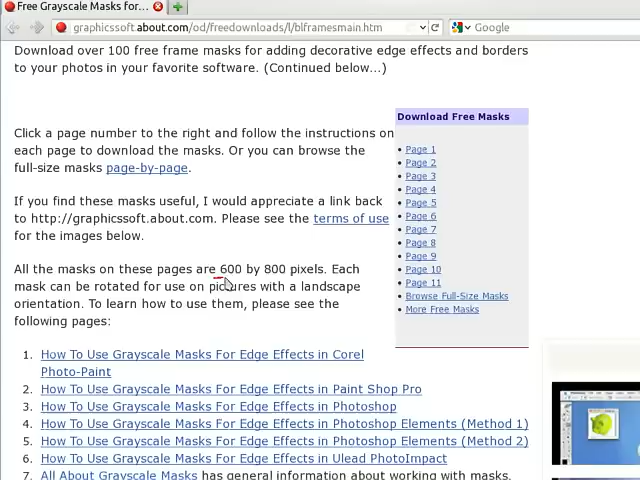 Free Grayscale Masks for...
graphicssoft.about.com/od/freedownloads/l/blframesmain.htm
Google
Download over 100 free frame masks for adding decorative edge effects and borders
to your photos in your favorite software. (Continued below...)
Click a page number to the right and follow the instructions on
each page to download the masks. Or you can browse the
full-size masks page-by-page.
If you find these masks useful, I would appreciate a link back
to http://graphicssoft.about.com. Please see the terms of use
for the images below.
All the masks on these pages are 600 by 800 pixels. Each
mask can be rotated for use on pictures with a landscape
orientation. To learn how to use them, please see the
following pages:
Download Free Masks
• Page 1
• Page 2
• Page 3
• Page 4
• Page 5
• Page 6
• Page 7
• Page 8
• Page 9
• Page 10
• Page 11
• Browse Full-Size Masks
• More Free Masks
1. How To Use Grayscale Masks For Edge Effects in Corel
Photo-Paint
2. How To Use Grayscale Masks For Edge Effects in Paint Shop Pro
3. How To Use Grayscale Masks For Edge Effects in Photoshop
4. How To Use Grayscale Masks For Edge Effects in Photoshop Elements (Method 1)
5. How To Use Grayscale Masks For Edge Effects in Photoshop Elements (Method 2)
6. How To Use Grayscale Masks For Edge Effects in Ulead PhotoImpact
7. All About Grayscale Masks has general information about working with masks.